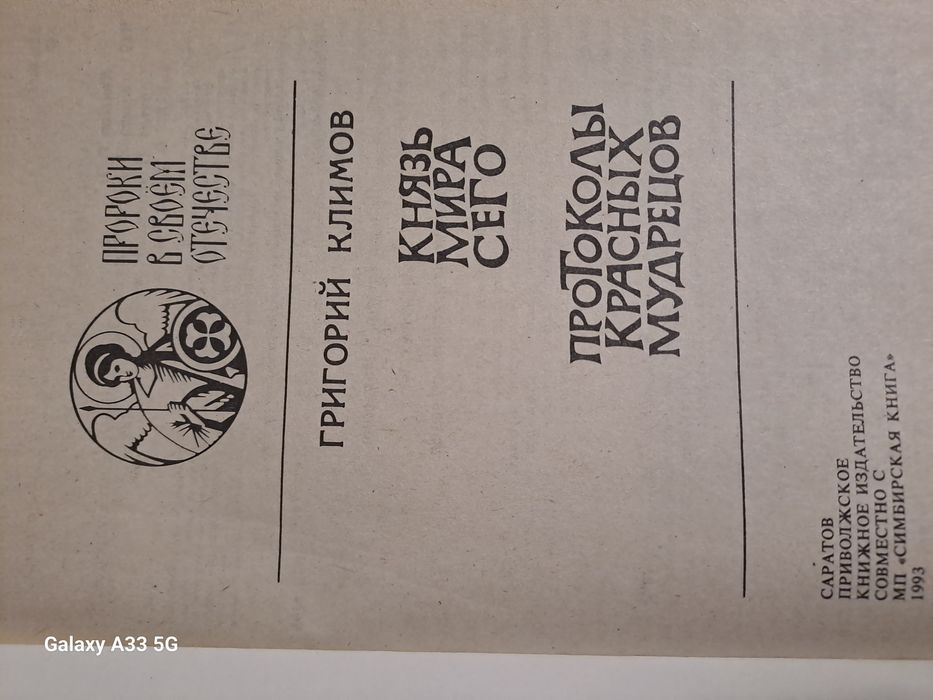 ПРОРОКИ
В СВОЁМ
ОТЕЧЕСТВЕ
ГРИГОРИЙ КЛИМОВ
КНЯЗЬ
МИРА
СЕГО
ПРОТОКОЛЫ
КРАСНЫХ
МУДРЕЦОВ
САРАТОВ
ПРИВОЛЖСКОЕ
КНИЖНОЕ ИЗДАТЕЛЬСТВО
СОВМЕСТНО С
МП «СИМБИРСКАЯ КНИГА»
1993
Galaxy A33 5G